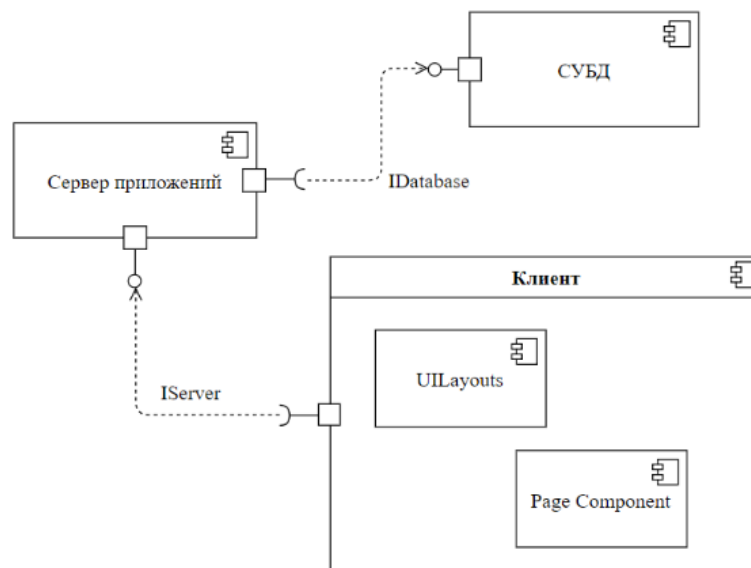 СУБД
Сервер приложений
IDatabase
Клиент
UILayouts
IServer
Page Component